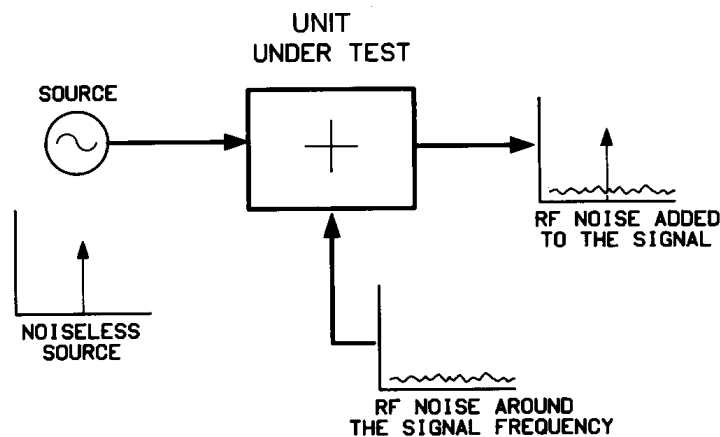 UNIT
UNDER TEST
SOURCE
RF NOISE ADDED
TO THE SIGNAL
NOISELESS
SOURCE
RF NOISE AROUND
THE SIGNAL FREQUENCY